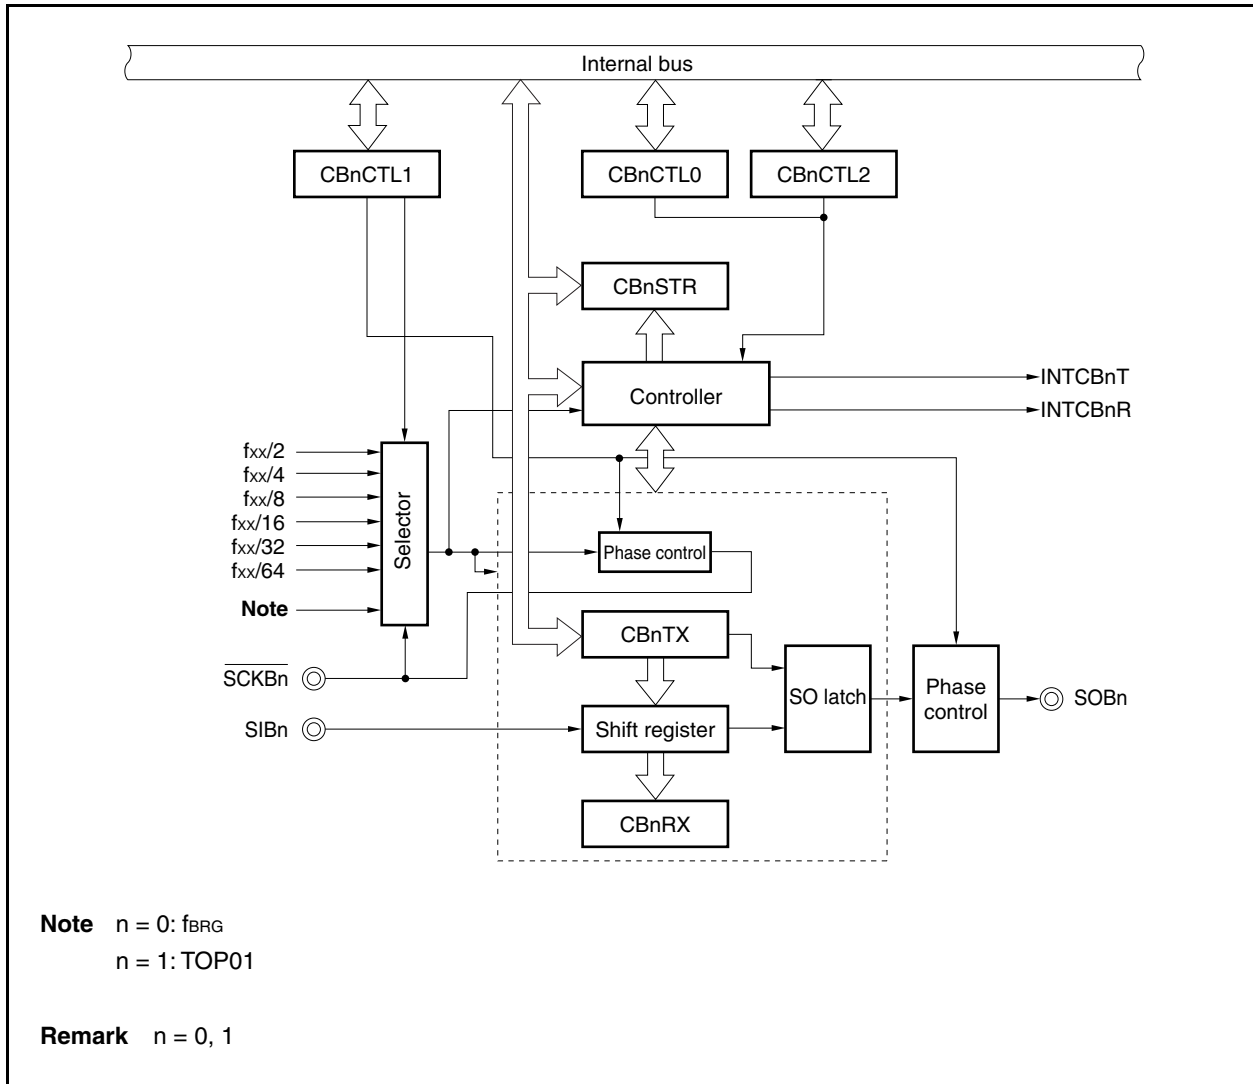 Internal bus
CBnCTL1
CBnCTL0
CBnCTL2
CBnSTR
Controller
INTCBnT
INTCBnR
fxx/2
fxx/4
fxx/8
fxx/16
fxx/32
fxx/64
Note
Selector
Phase control
SCKBn
SIBn
CBnTX
Shift register
CBnRX
SO latch
Phase
control
SOBn
Note n = 0: fBRG
n = 1: TOP01
Remark n = 0, 1